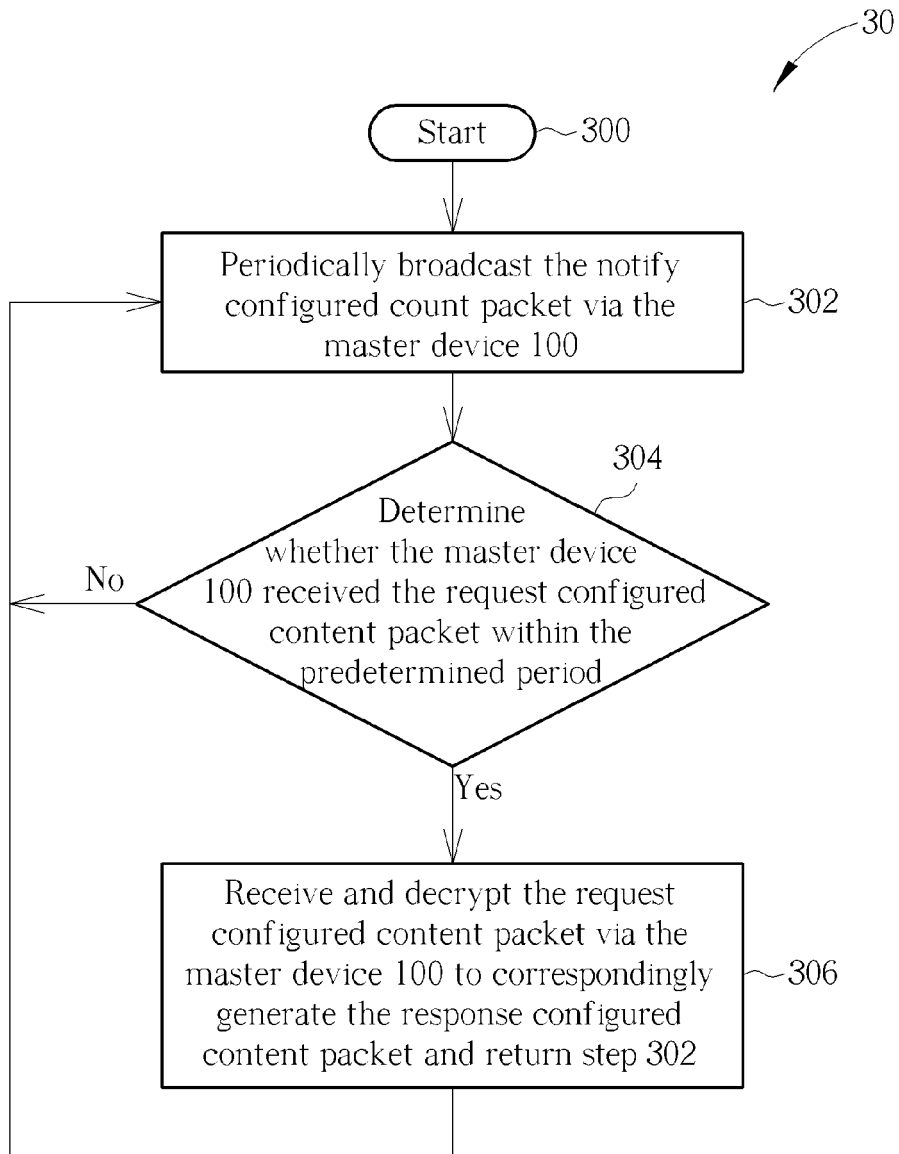 30
Start
300
Periodically broadcast the notify
configured count packet via the
master device 100
302
304
Determine
whether the master device
100 received the request configured
content packet within the
predetermined period
No
Yes
Receive and decrypt the request
configured content packet via the
master device 100 to correspondingly
generate the response configured
content packet and return step 302
306